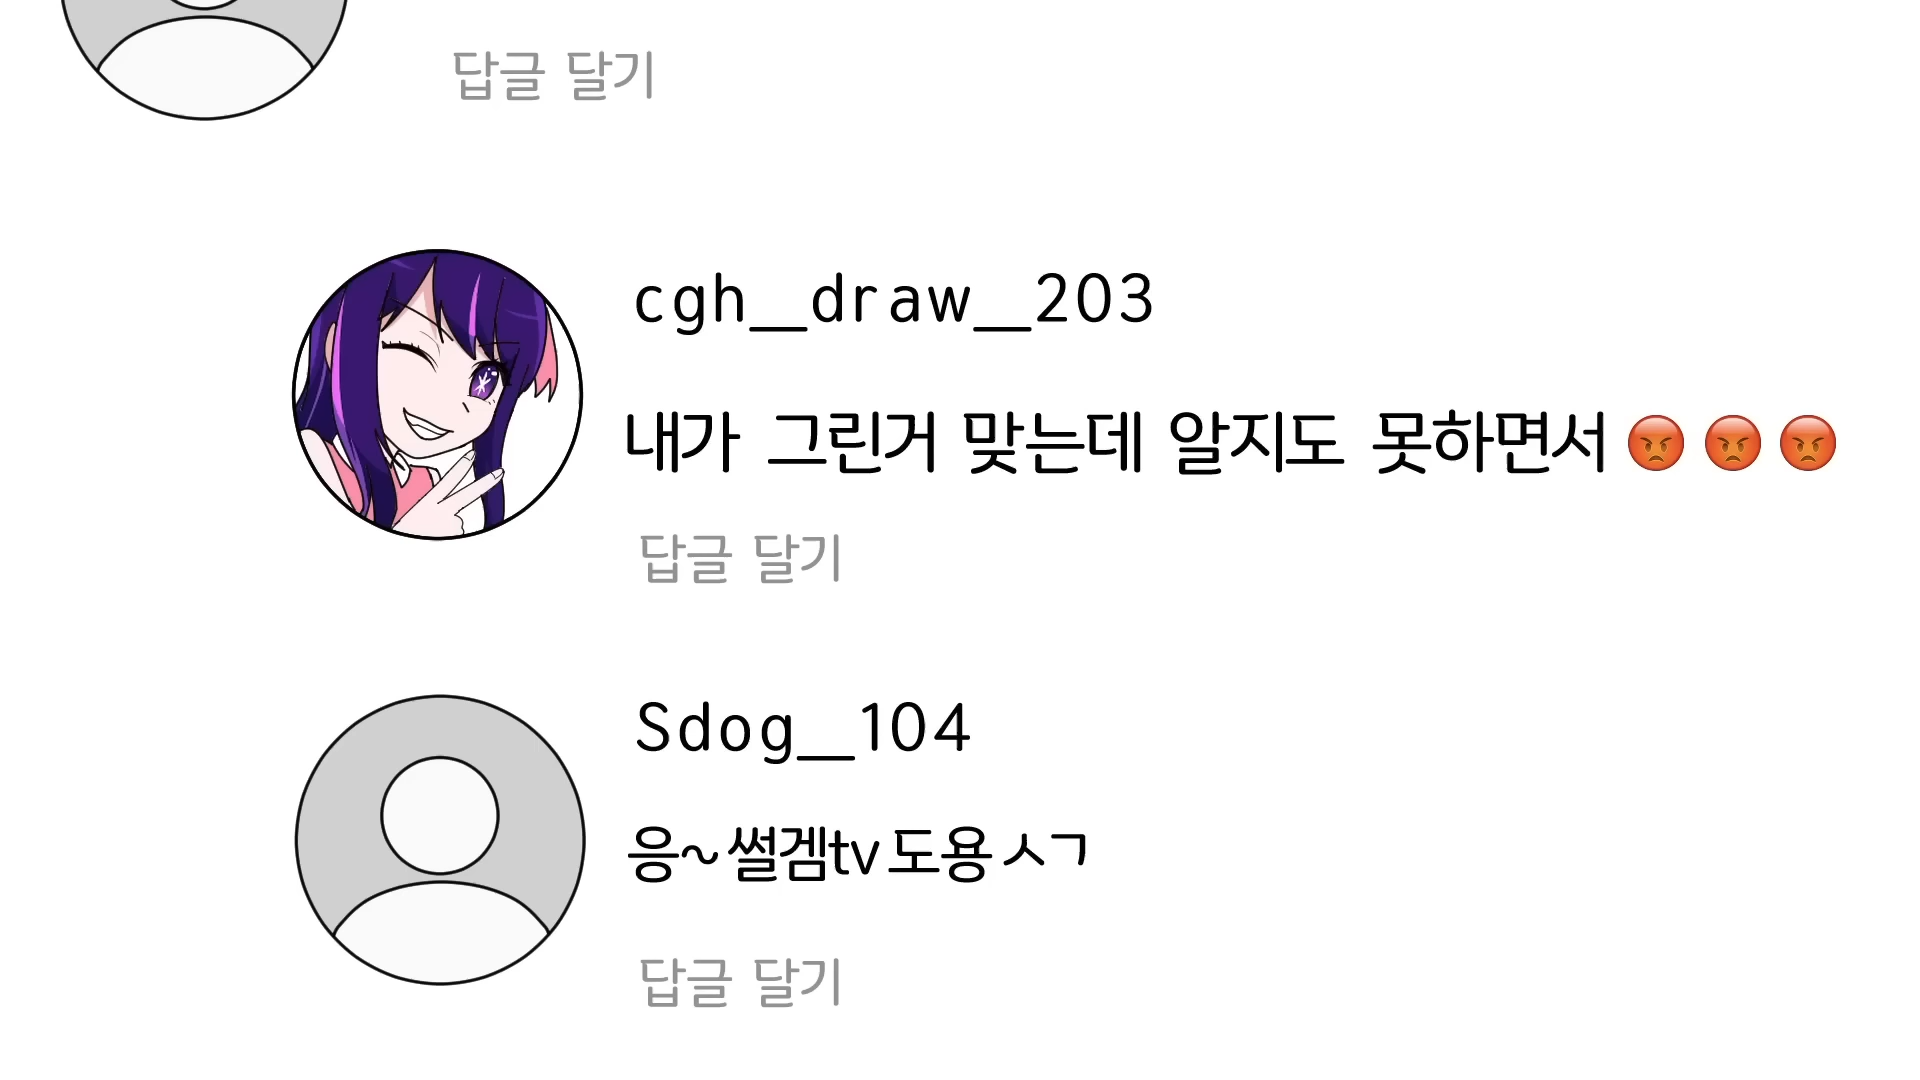 답글 달기
cgh__draw__203
내가 그린거 맞는데 알지도 못하면서😡😡😡
답글 달기
Sdog__104
응~썰겜tv도용ㅅㄱ
답글 달기